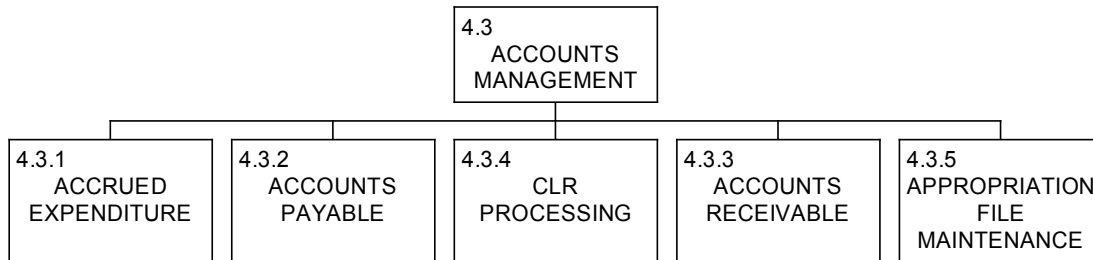 4.3
ACCOUNTS
MANAGEMENT
4.3.1
ACCRUED
EXPENDITURE
4.3.2
ACCOUNTS
PAYABLE
4.3.4
CLR
PROCESSING
4.3.3
ACCOUNTS
RECEIVABLE
4.3.5
APPROPRIATION
FILE
MAINTENANCE